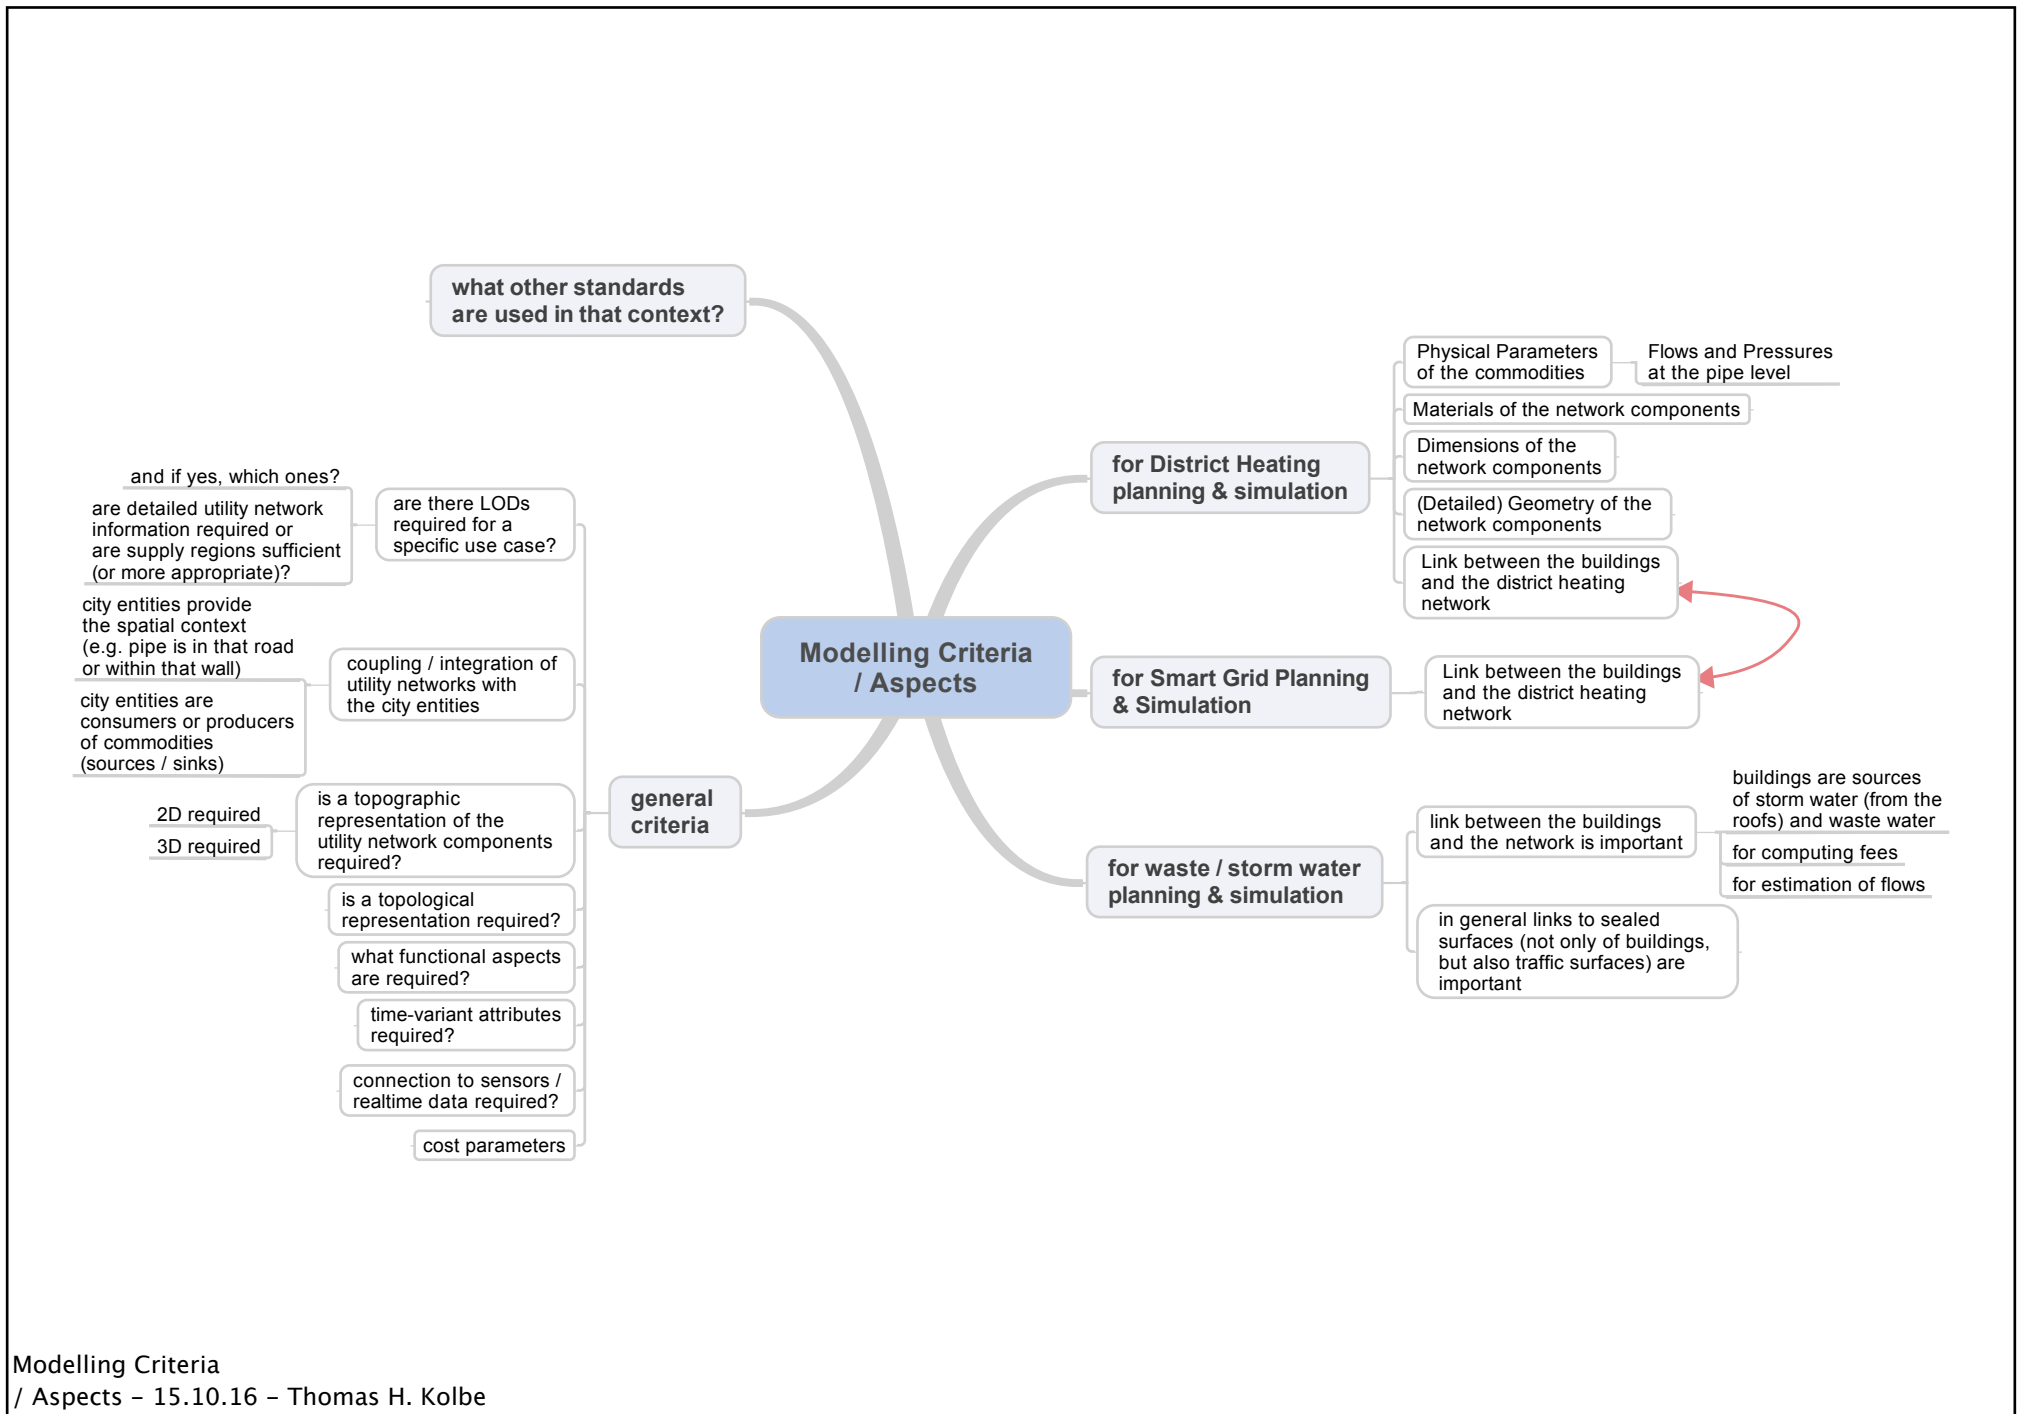 what other standards
are used in that context?
Modelling Criteria
/ Aspects
for District Heating
planning & simulation
Physical Parameters
of the commodities
Flows and Pressures
at the pipe level
Materials of the network components
Dimensions of the
network components
(Detailed) Geometry of the
network components
Link between the buildings
and the district heating
network
for Smart Grid Planning
& Simulation
Link between the buildings
and the district heating
network
for waste / storm water
planning & simulation
link between the buildings
and the network is important
buildings are sources
of storm water (from the
roofs) and waste water
for computing fees
for estimation of flows
in general links to sealed
surfaces (not only of buildings,
but also traffic surfaces) are
important
general
criteria
are there LODs
required for a
specific use case?
and if yes, which ones?
are detailed utility network
information required or
are supply regions sufficient
(or more appropriate)?
coupling / integration of
utility networks with
the city entities
city entities provide
the spatial context
(e.g. pipe is in that road
or within that wall)
city entities are
consumers or producers
of commodities
(sources / sinks)
is a topographic
representation of the
utility network components
required?
2D required
3D required
is a topological
representation required?
what functional aspects
are required?
time-variant attributes
required?
connection to sensors /
realtime data required?
cost parameters
Modelling Criteria
/ Aspects – 15.10.16 – Thomas H. Kolbe